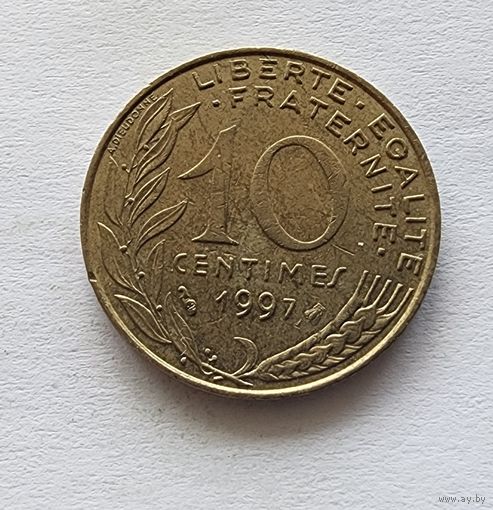 LIBERTE · EGALITE
· FRATERNITE ·
A.DIEUDONNE
10
CENTIMES
1997
www.ay.by